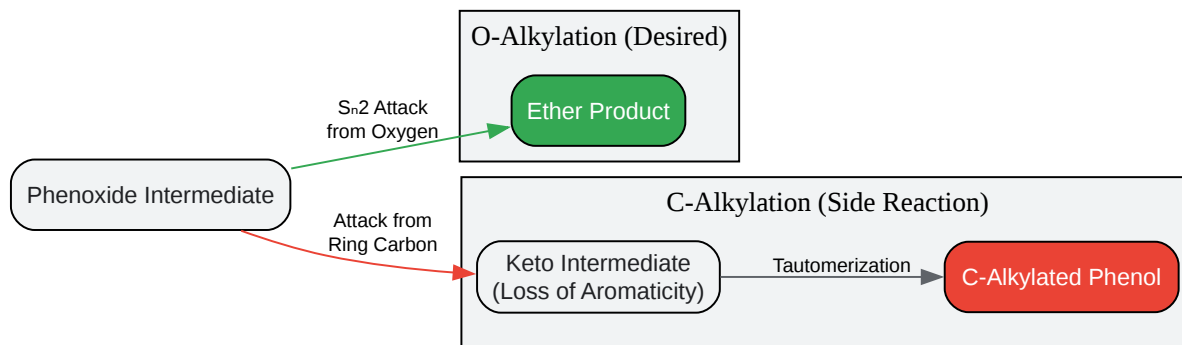 O-Alkylation (Desired)
Ether Product
Sₙ2 Attack
from Oxygen
Phenoxide Intermediate
Attack from
Ring Carbon
C-Alkylation (Side Reaction)
Keto Intermediate
(Loss of Aromaticity)
Tautomerization
C-Alkylated Phenol